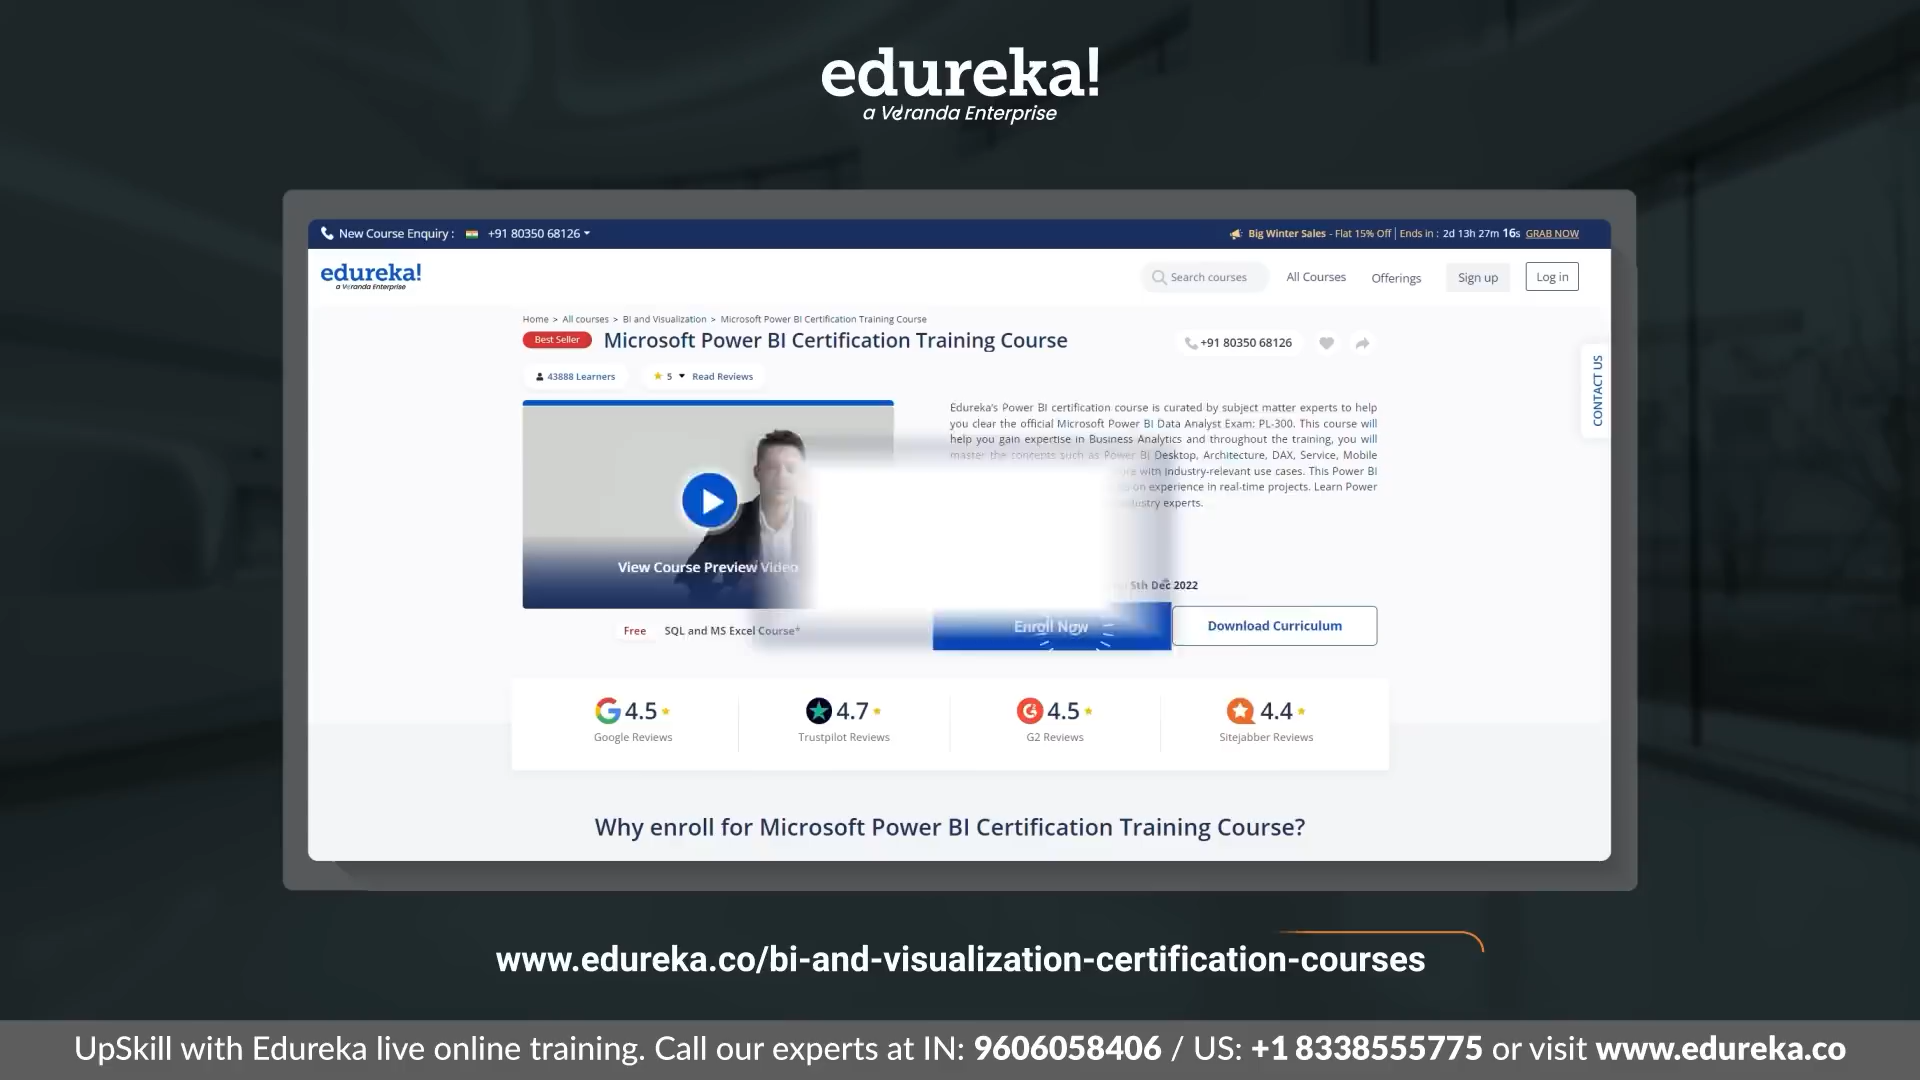 edureka!
a Veranda Enterprise
New Course Enquiry : +91 80350 68126
Big Winter Sales - Flat 15% Off | Ends in : 2d 13h 27m 16s GRAB NOW
edureka!
a Veranda Enterprise
Search courses
All Courses
Offerings
Sign up
Log in
Home > All courses > BI and Visualization > Microsoft Power BI Certification Training Course
Best Seller
Microsoft Power BI Certification Training Course
+91 80350 68126
43888 Learners
5
Read Reviews
CONTACT US
Edureka's Power BI certification course is curated by subject matter experts to help
you clear the official Microsoft Power BI Data Analyst Exam: PL-300. This course will
help you gain expertise in Business Analytics and throughout the training, you will
master the concepts such as Power BI Desktop, Architecture, DAX, Service, Mobile
with industry-relevant use cases. This Power BI
experience in real-time projects. Learn Power
experts.
View Course Preview Video
5th Dec 2022
Free SQL and MS Excel Course*
Enroll Now
Download Curriculum
4.5
Google Reviews
4.7
Trustpilot Reviews
4.5
G2 Reviews
4.4
Sitejabber Reviews
Why enroll for Microsoft Power BI Certification Training Course?
www.edureka.co/bi-and-visualization-certification-courses
UpSkill with Edureka live online training. Call our experts at IN: 9606058406 / US: +1 8338555775 or visit www.edureka.co